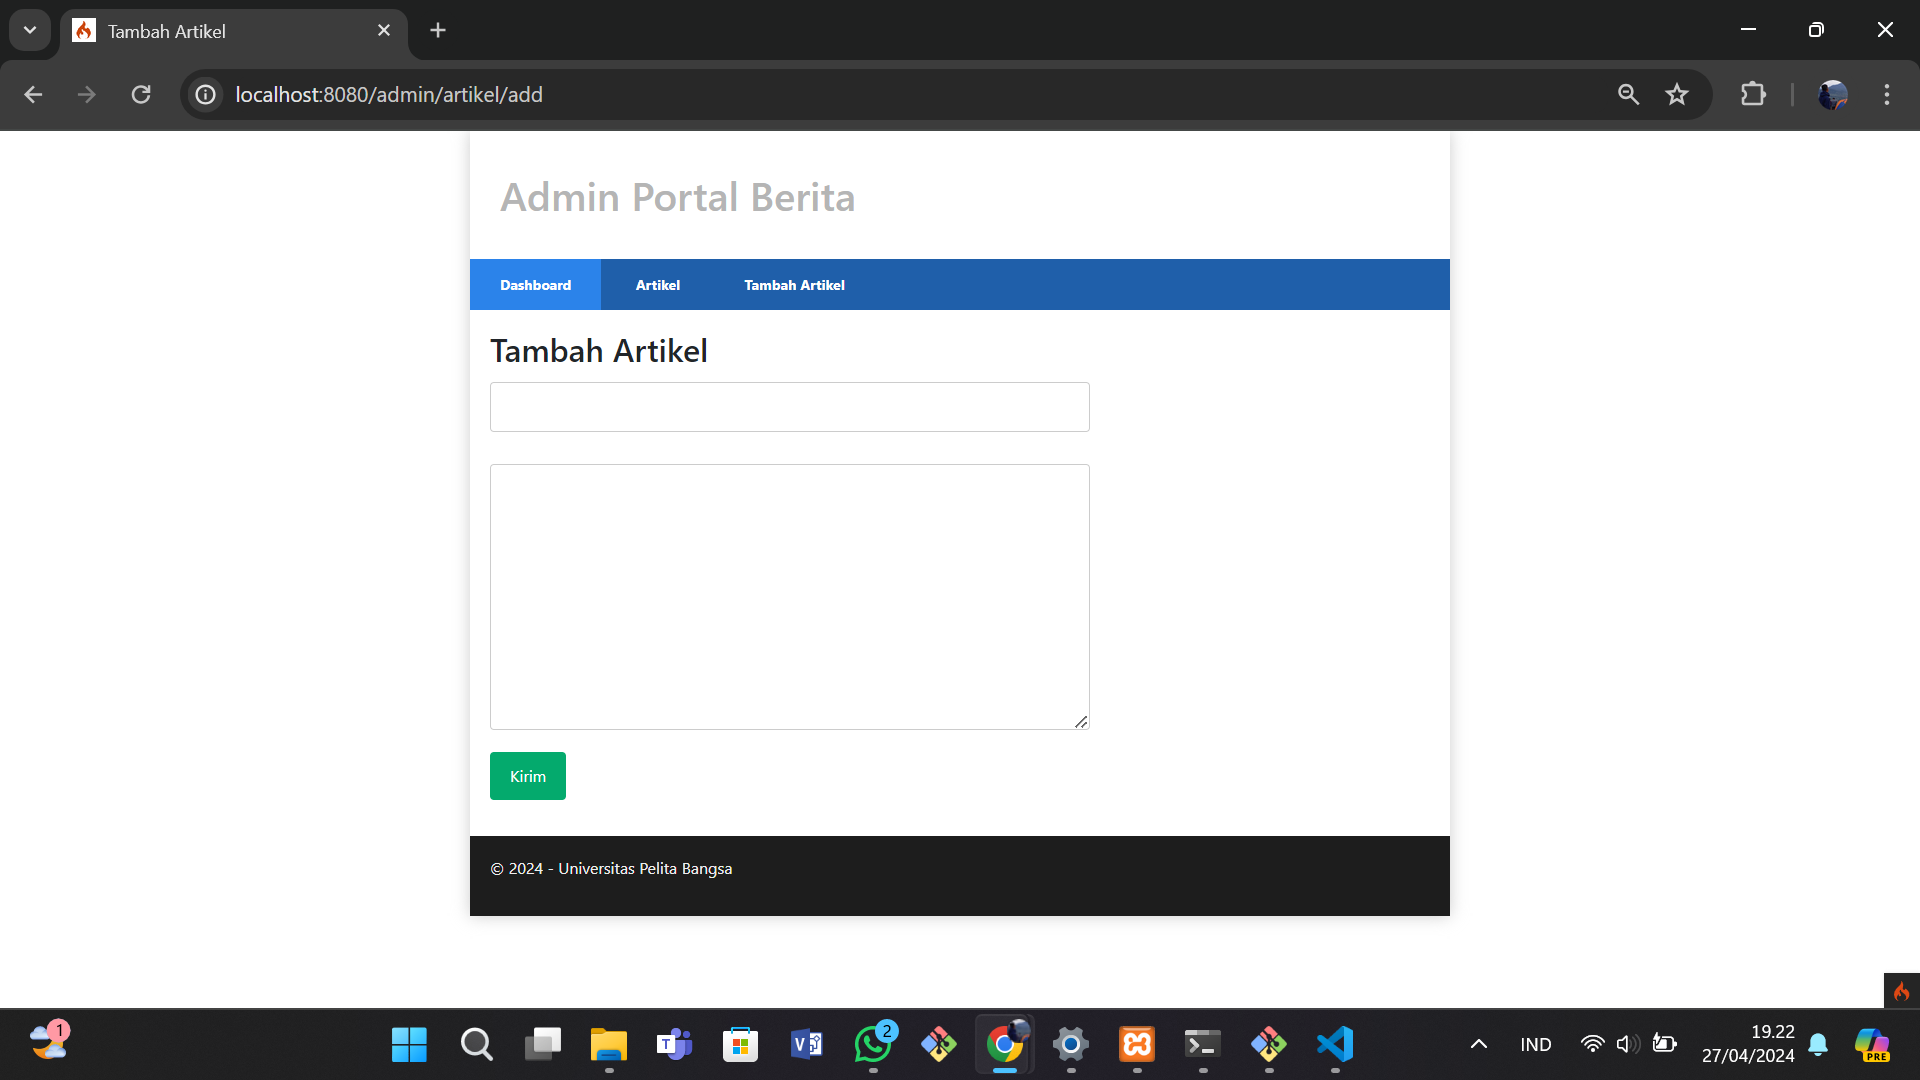 Tambah Artikel
localhost:8080/admin/artikel/add
Admin Portal Berita
Dashboard
Artikel
Tambah Artikel
Tambah Artikel
Kirim
© 2024 - Universitas Pelita Bangsa
1
T
V
2
PRE
IND
19.22
27/04/2024